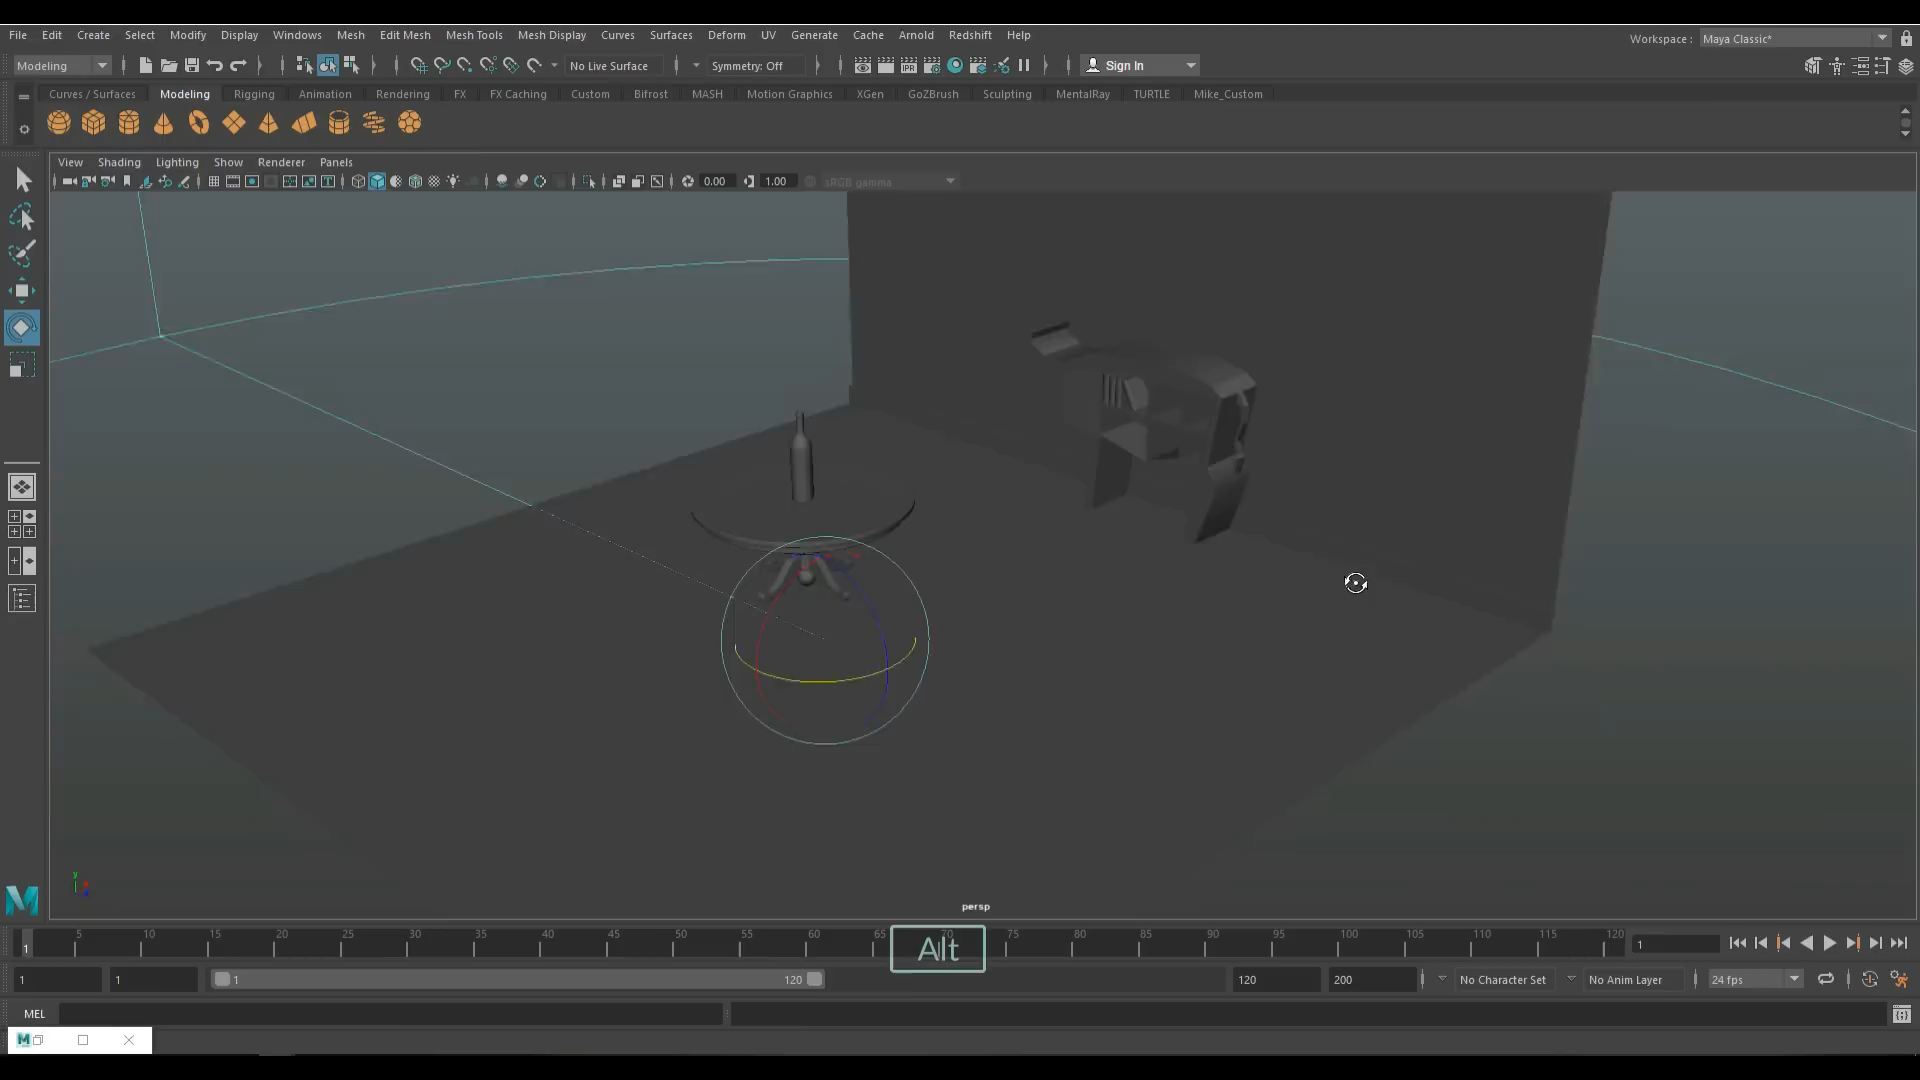 File Edit Create Select Modify Display Windows Mesh Edit Mesh Mesh Tools Mesh Display Curves Surfaces Deform UV Generate Cache Arnold Redshift Help Workspace : Maya Classic*
Modeling No Live Surface Symmetry: Off IPR Sign In
Curves / Surfaces Modeling Rigging Animation Rendering FX FX Caching Custom Bifrost MASH Motion Graphics XGen GoZBrush Sculpting MentalRay TURTLE Mike_Custom
View Shading Lighting Show Renderer Panels
0.00 1.00 sRGB gamma
y
persp
5 10 15 20 25 30 35 40 45 50 55 60 65 70 75 80 85 90 95 100 105 110 115 120
1 Alt 1
1 1 1 120 120 200 No Character Set No Anim Layer 24 fps
MEL
M